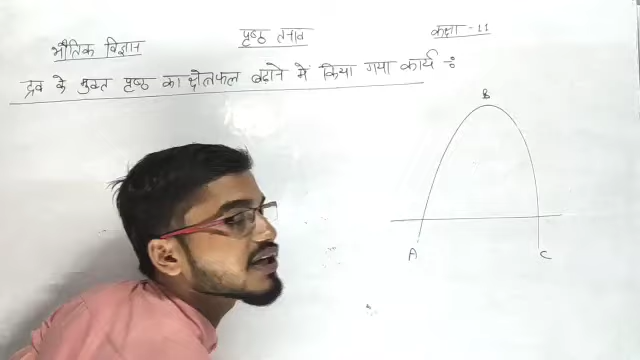 भौतिक विज्ञान
पृष्ठ तनाव
कक्षा - 11
द्रव के मुक्त पृष्ठ का क्षेत्रफल बढ़ाने में किया गया कार्य :
B
A
C